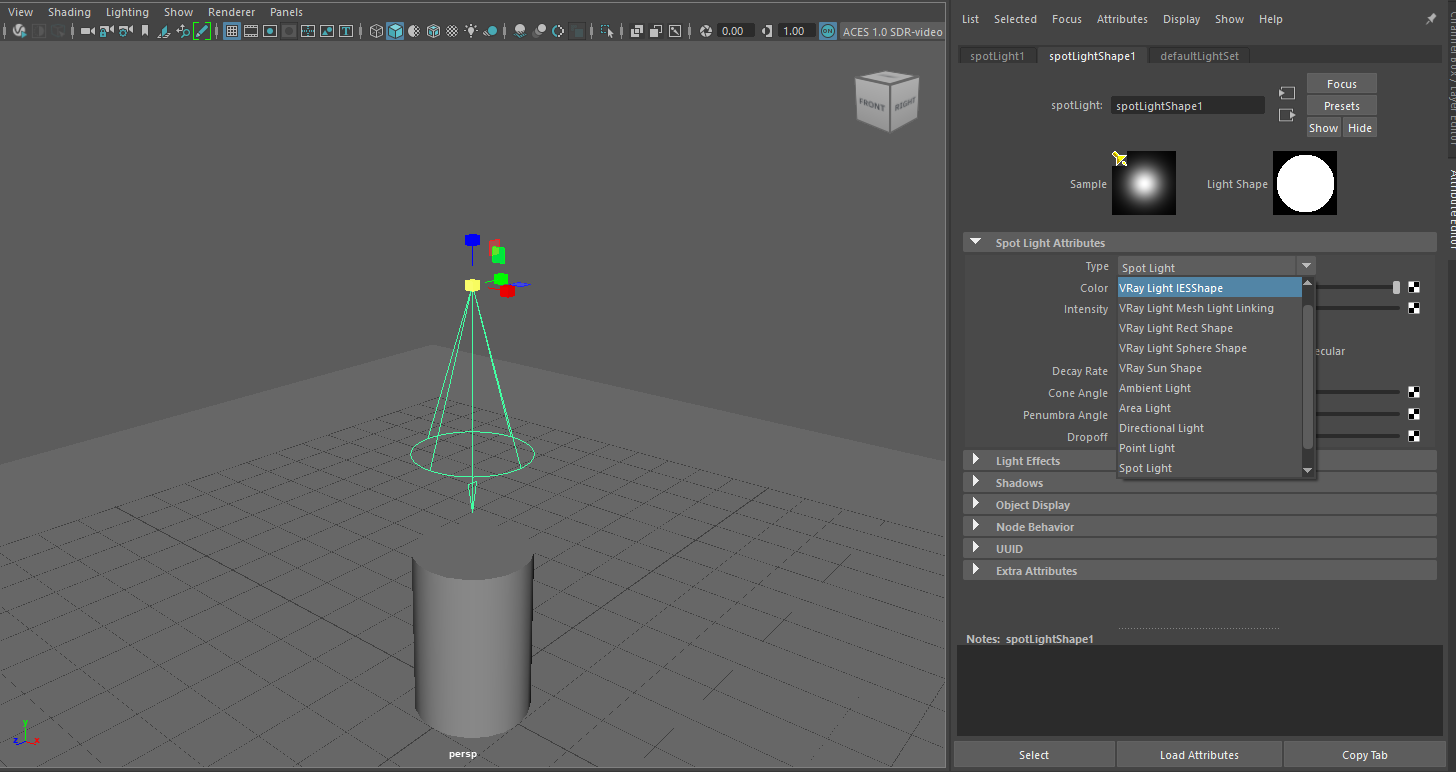 View Shading Lighting Show Renderer Panels
0.00 1.00 ON ACES 1.0 SDR-video
FRONT RIGHT
persp
y
z x
List Selected Focus Attributes Display Show Help
spotLight1 spotLightShape1 defaultLightSet
spotLight: spotLightShape1
Focus
Presets
Show Hide
Sample Light Shape
Spot Light Attributes
Type Spot Light
Color
Intensity
ecular
Decay Rate
Cone Angle
Penumbra Angle
Dropoff
VRay Light IESShape
VRay Light Mesh Light Linking
VRay Light Rect Shape
VRay Light Sphere Shape
VRay Sun Shape
Ambient Light
Area Light
Directional Light
Point Light
Spot Light
Light Effects
Shadows
Object Display
Node Behavior
UUID
Extra Attributes
Notes: spotLightShape1
Select Load Attributes Copy Tab
Attribute Editor